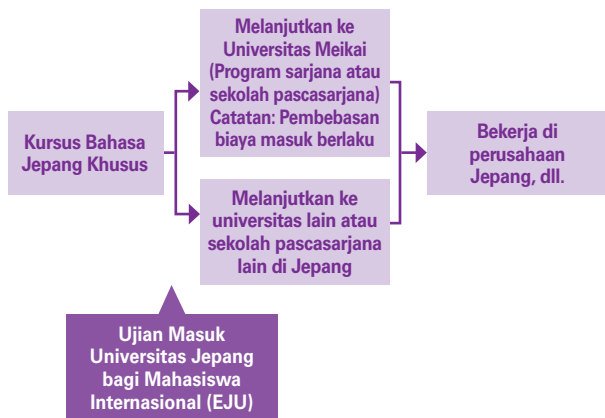 Kursus Bahasa
Jepang Khusus
Melanjutkan ke
Universitas Meikai
(Program sarjana atau
sekolah pascasarjana)
Catatan: Pembebasan
biaya masuk berlaku
Melanjutkan ke
universitas lain atau
sekolah pascasarjana
lain di Jepang
Bekerja di
perusahaan
Jepang, dll.
Ujian Masuk
Universitas Jepang
bagi Mahasiswa
Internasional (EJU)